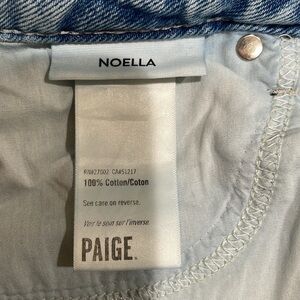 NOELLA
RN#27002 CA#51217
100% Cotton/Coton
See care on reverse.
Voir le soin sur l'inverse.
PAIGE